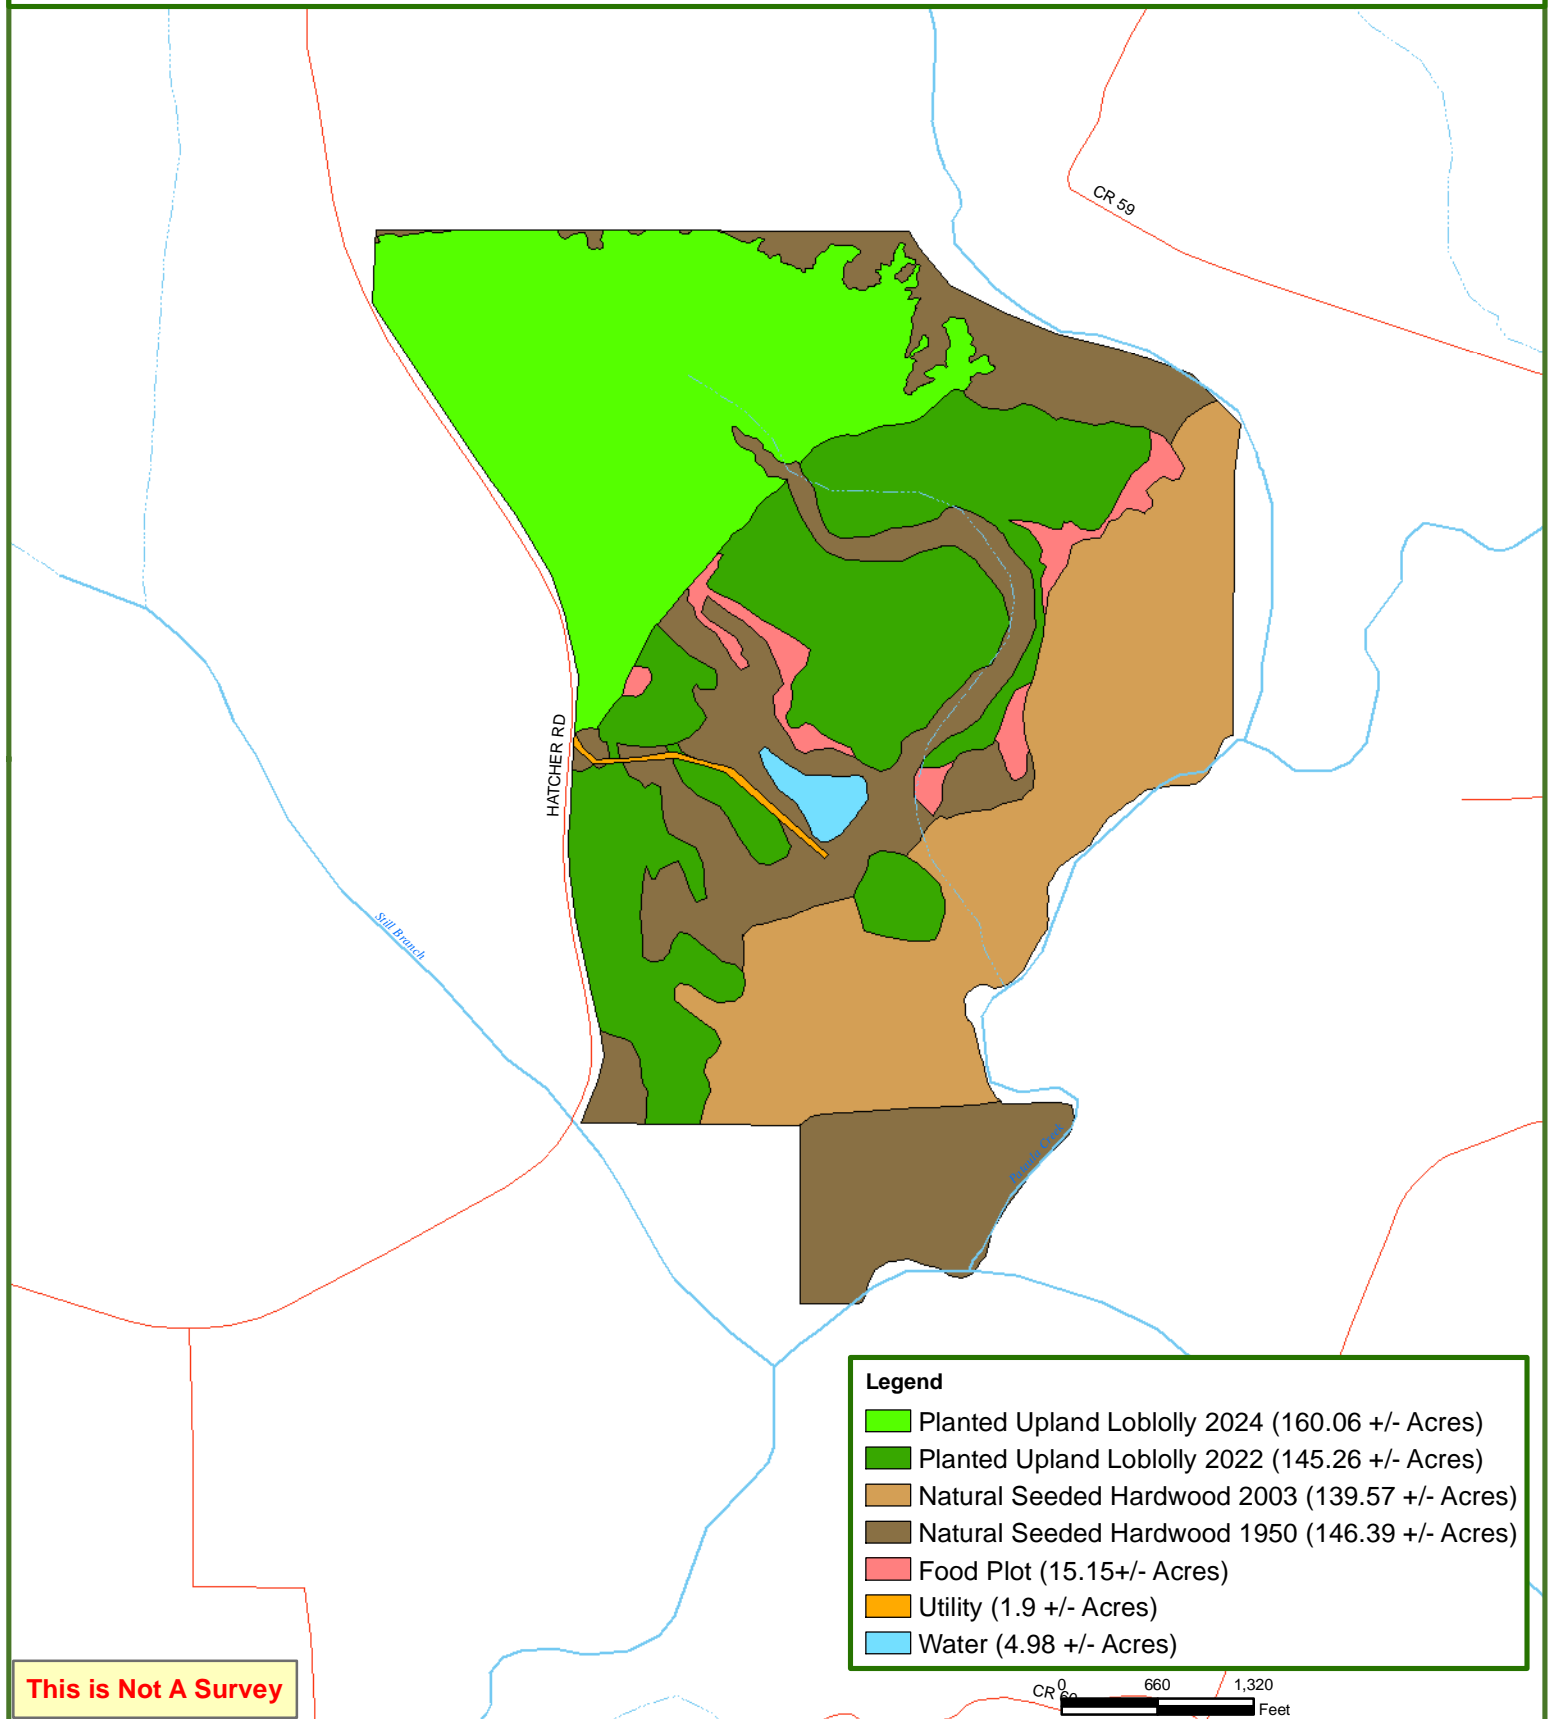 CR 59
HATCHER RD
Still Branch
Creek
Legend
Planted Upland Loblolly 2024 (160.06 +/- Acres)
Planted Upland Loblolly 2022 (145.26 +/- Acres)
Natural Seeded Hardwood 2003 (139.57 +/- Acres)
Natural Seeded Hardwood 1950 (146.39 +/- Acres)
Food Plot (15.15+/- Acres)
Utility (1.9 +/- Acres)
Water (4.98 +/- Acres)
This is Not A Survey
CR
0 660 1,320
Feet